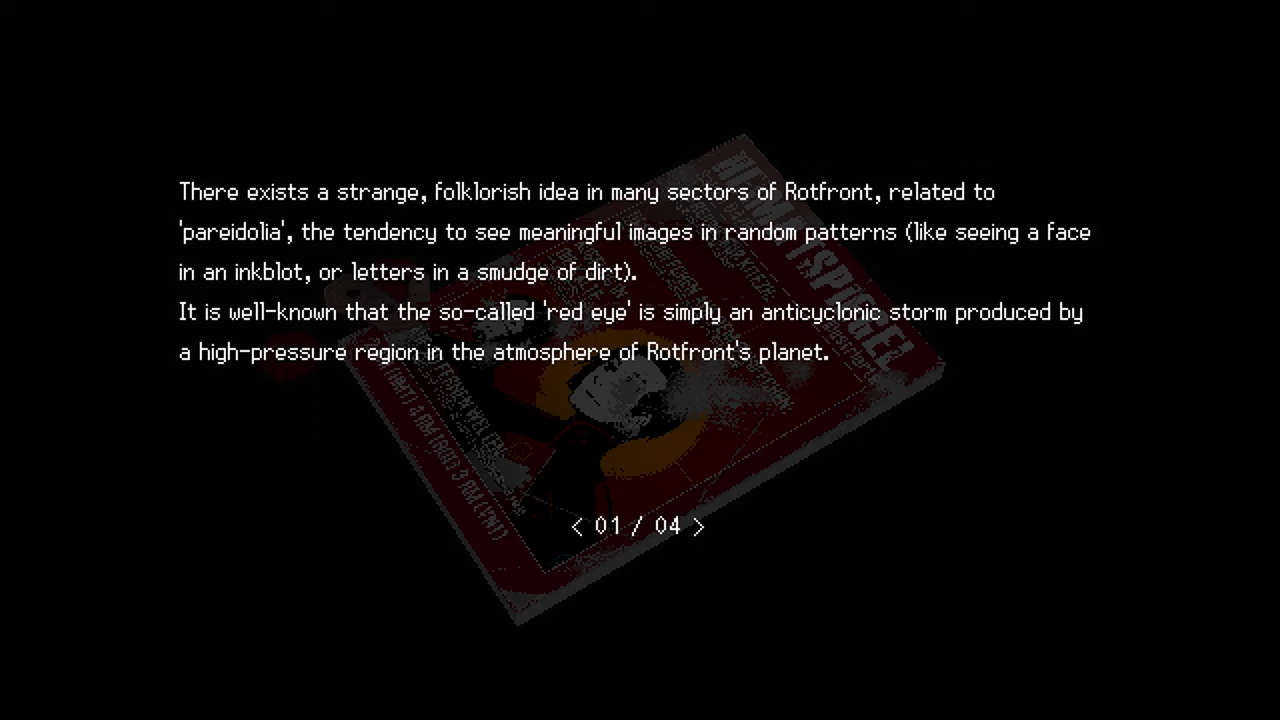 There exists a strange, folklorish idea in many sectors of Rotfront, related to
'pareidolia', the tendency to see meaningful images in random patterns (like seeing a face
in an inkblot, or letters in a smudge of dirt).
It is well-known that the so-called 'red eye' is simply an anticyclonic storm produced by
a high-pressure region in the atmosphere of Rotfront's planet.
< 01 / 04 >